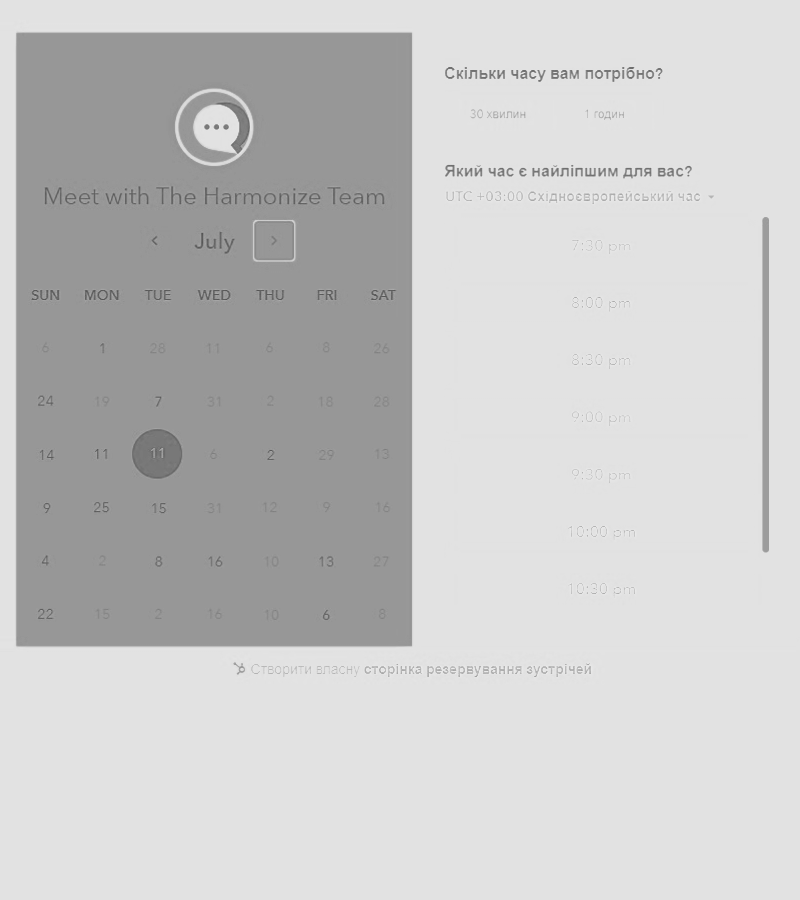 Meet with The Harmonize Team
July
SUN MON TUE WED THU FRI SAT
6 1 28 11 6 8 26
24 19 7 31 2 18 28
14 11 11 6 2 29 13
9 25 15 31 12 9 16
4 2 8 16 10 13 27
22 15 2 16 10 6 8
Скільки часу вам потрібно?
30 хвилин 1 годин
Який час є найліпшим для вас?
UTC +03:00 Східноєвропейський час
7:30 pm
8:00 pm
8:30 pm
9:00 pm
9:30 pm
10:00 pm
10:30 pm
Створити власну сторінка резервування зустрічей